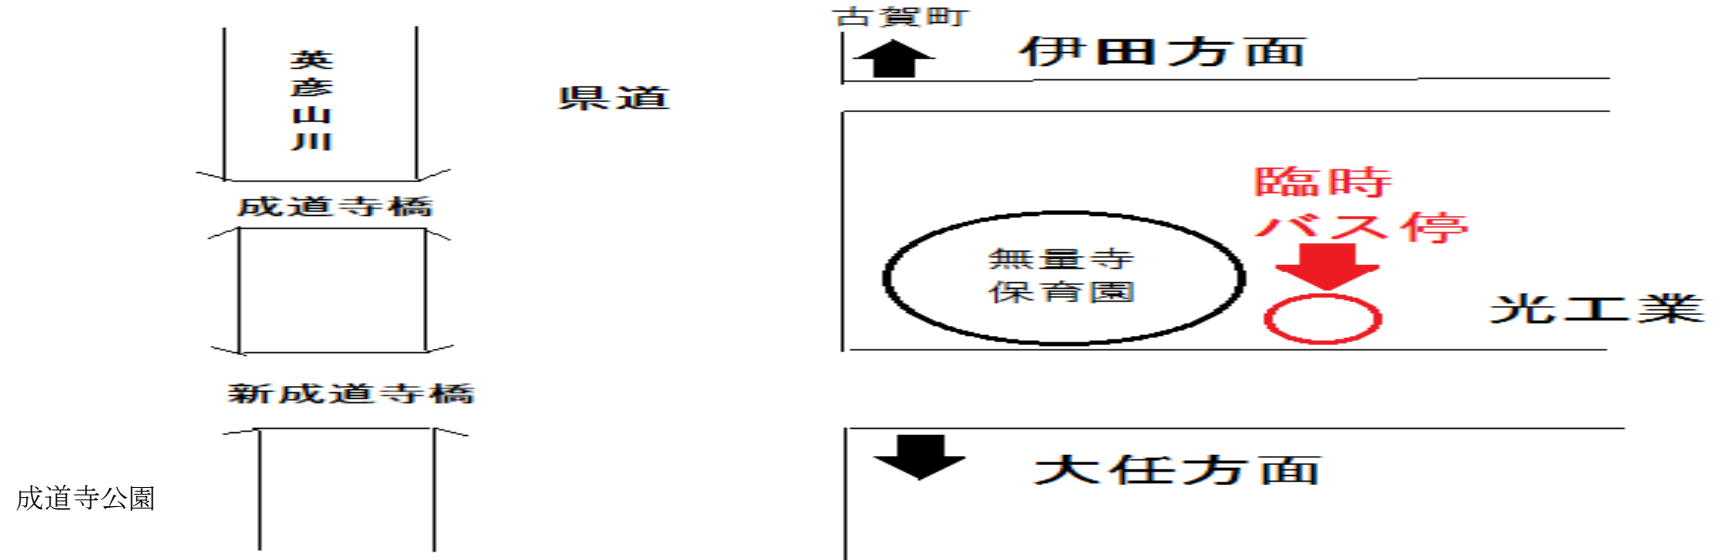 古賀町
伊田方面
英彦山川
県道
臨時
バス停
成道寺橋
無量寺
保育園
光工業
新成道寺橋
大任方面
成道寺公園